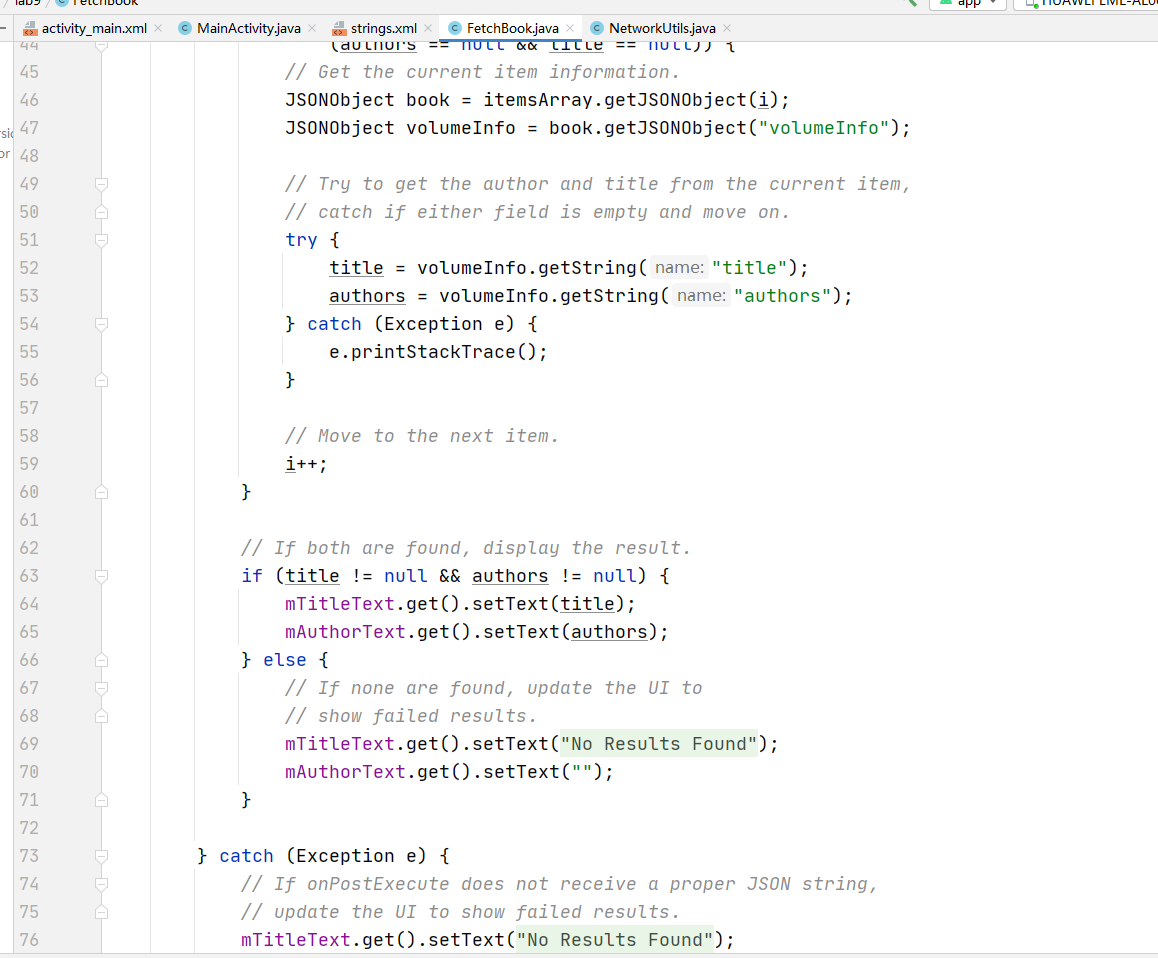 lab9 FetchBook app
activity_main.xml MainActivity.java strings.xml FetchBook.java NetworkUtils.java
44 (authors == null && title == null)) {
45 // Get the current item information.
46 JSONObject book = itemsArray.getJSONObject(i);
47 JSONObject volumeInfo = book.getJSONObject("volumeInfo");
48
49 // Try to get the author and title from the current item,
50 // catch if either field is empty and move on.
51 try {
52 title = volumeInfo.getString( name: "title");
53 authors = volumeInfo.getString( name: "authors");
54 } catch (Exception e) {
55 e.printStackTrace();
56 }
57
58 // Move to the next item.
59 i++;
60 }
61
62 // If both are found, display the result.
63 if (title != null && authors != null) {
64 mTitleText.get().setText(title);
65 mAuthorText.get().setText(authors);
66 } else {
67 // If none are found, update the UI to
68 // show failed results.
69 mTitleText.get().setText("No Results Found");
70 mAuthorText.get().setText("");
71 }
72
73 } catch (Exception e) {
74 // If onPostExecute does not receive a proper JSON string,
75 // update the UI to show failed results.
76 mTitleText.get().setText("No Results Found");